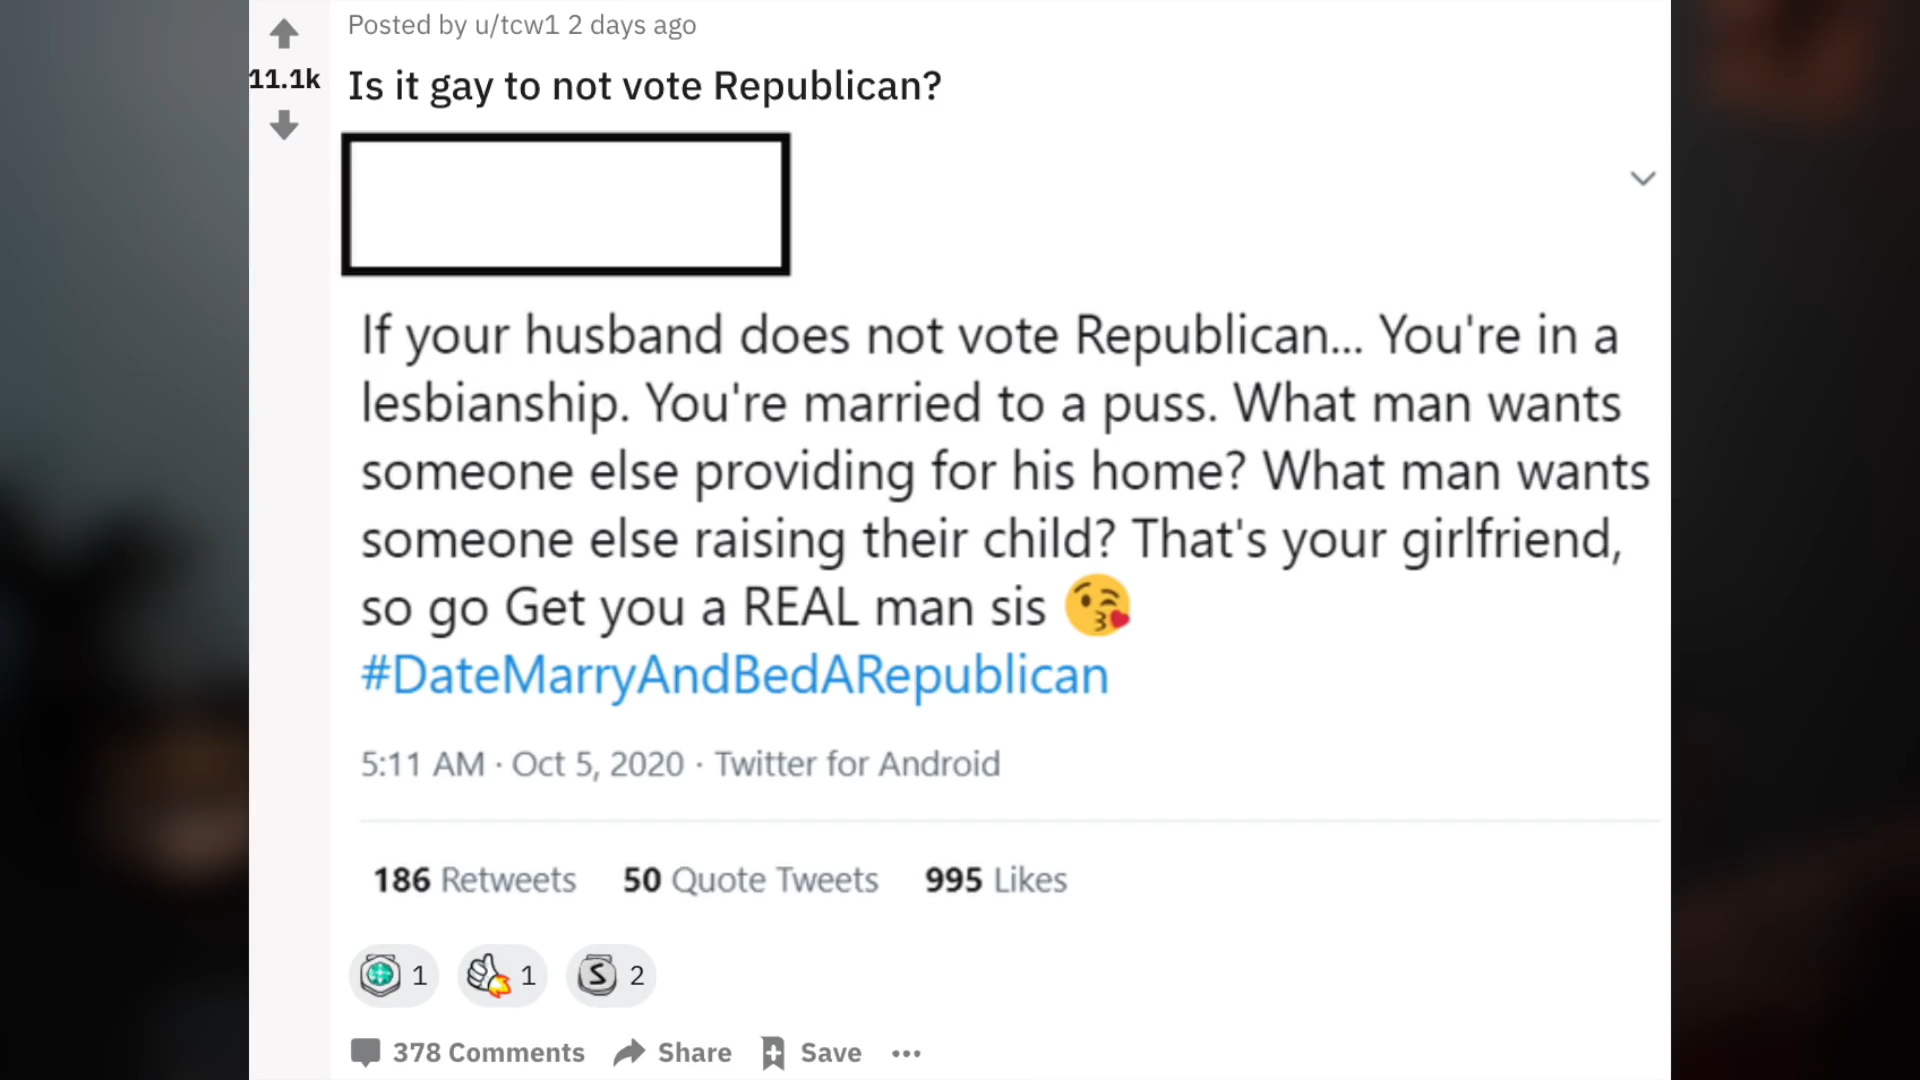 Posted by u/tcw1 2 days ago
11.1k
Is it gay to not vote Republican?
If your husband does not vote Republican... You're in a
lesbianship. You're married to a puss. What man wants
someone else providing for his home? What man wants
someone else raising their child? That's your girlfriend,
so go Get you a REAL man sis 😘
#DateMarryAndBedARepublican
5:11 AM · Oct 5, 2020 · Twitter for Android
186 Retweets 50 Quote Tweets 995 Likes
1 1 S 2
378 Comments Share Save ...